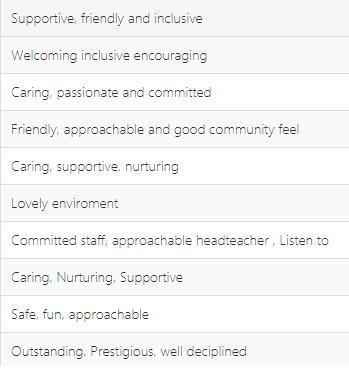 Supportive, friendly and inclusive
Welcoming inclusive encouraging
Caring, passionate and committed
Friendly, approachable and good community feel
Caring, supportive, nurturing
Lovely enviroment
Committed staff, approachable headteacher , Listen to
Caring, Nurturing, Supportive
Safe, fun, approachable
Outstanding, Prestigious, well deciplined